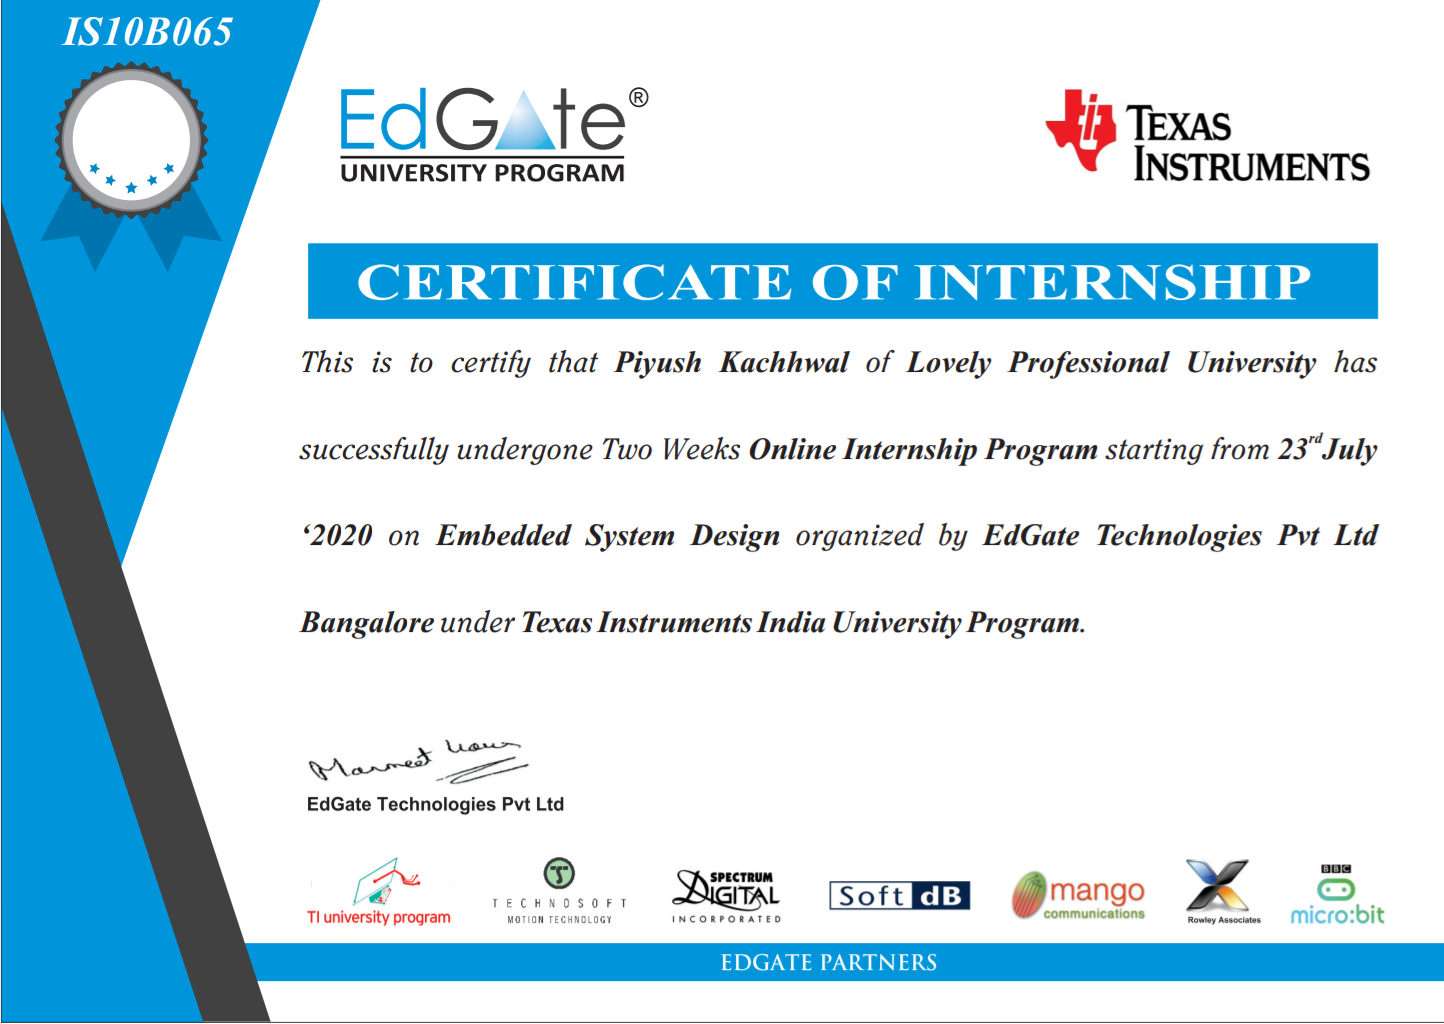 IS10B065
EdGate®
UNIVERSITY PROGRAM
TEXAS
INSTRUMENTS
CERTIFICATE OF INTERNSHIP
This is to certify that Piyush Kachhwal of Lovely Professional University has
successfully undergone Two Weeks Online Internship Program starting from 23rd July
‘2020 on Embedded System Design organized by EdGate Technologies Pvt Ltd
Bangalore under Texas Instruments India University Program.
EdGate Technologies Pvt Ltd
TI university program
TECHNOSOFT
MOTION TECHNOLOGY
SPECTRUM
DIGITAL
INCORPORATED
Soft dB
mango
communications
Rowley Associates
BBC
micro:bit
EDGATE PARTNERS